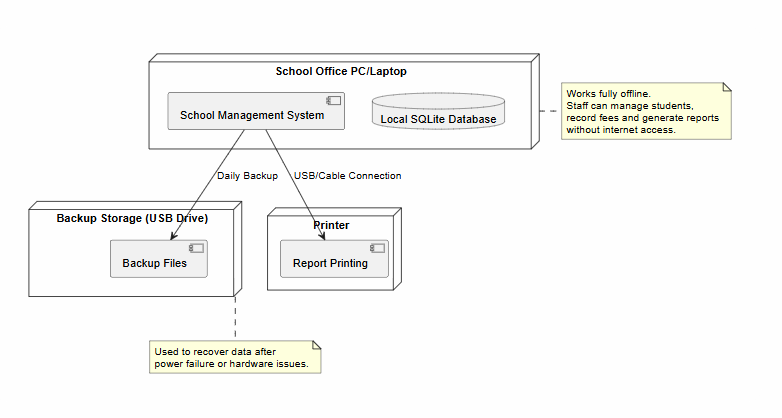 School Office PC/Laptop
School Management System
Local SQLite Database
Works fully offline.
Staff can manage students,
record fees and generate reports
without internet access.
Daily Backup
USB/Cable Connection
Backup Storage (USB Drive)
Printer
Backup Files
Report Printing
Used to recover data after
power failure or hardware issues.